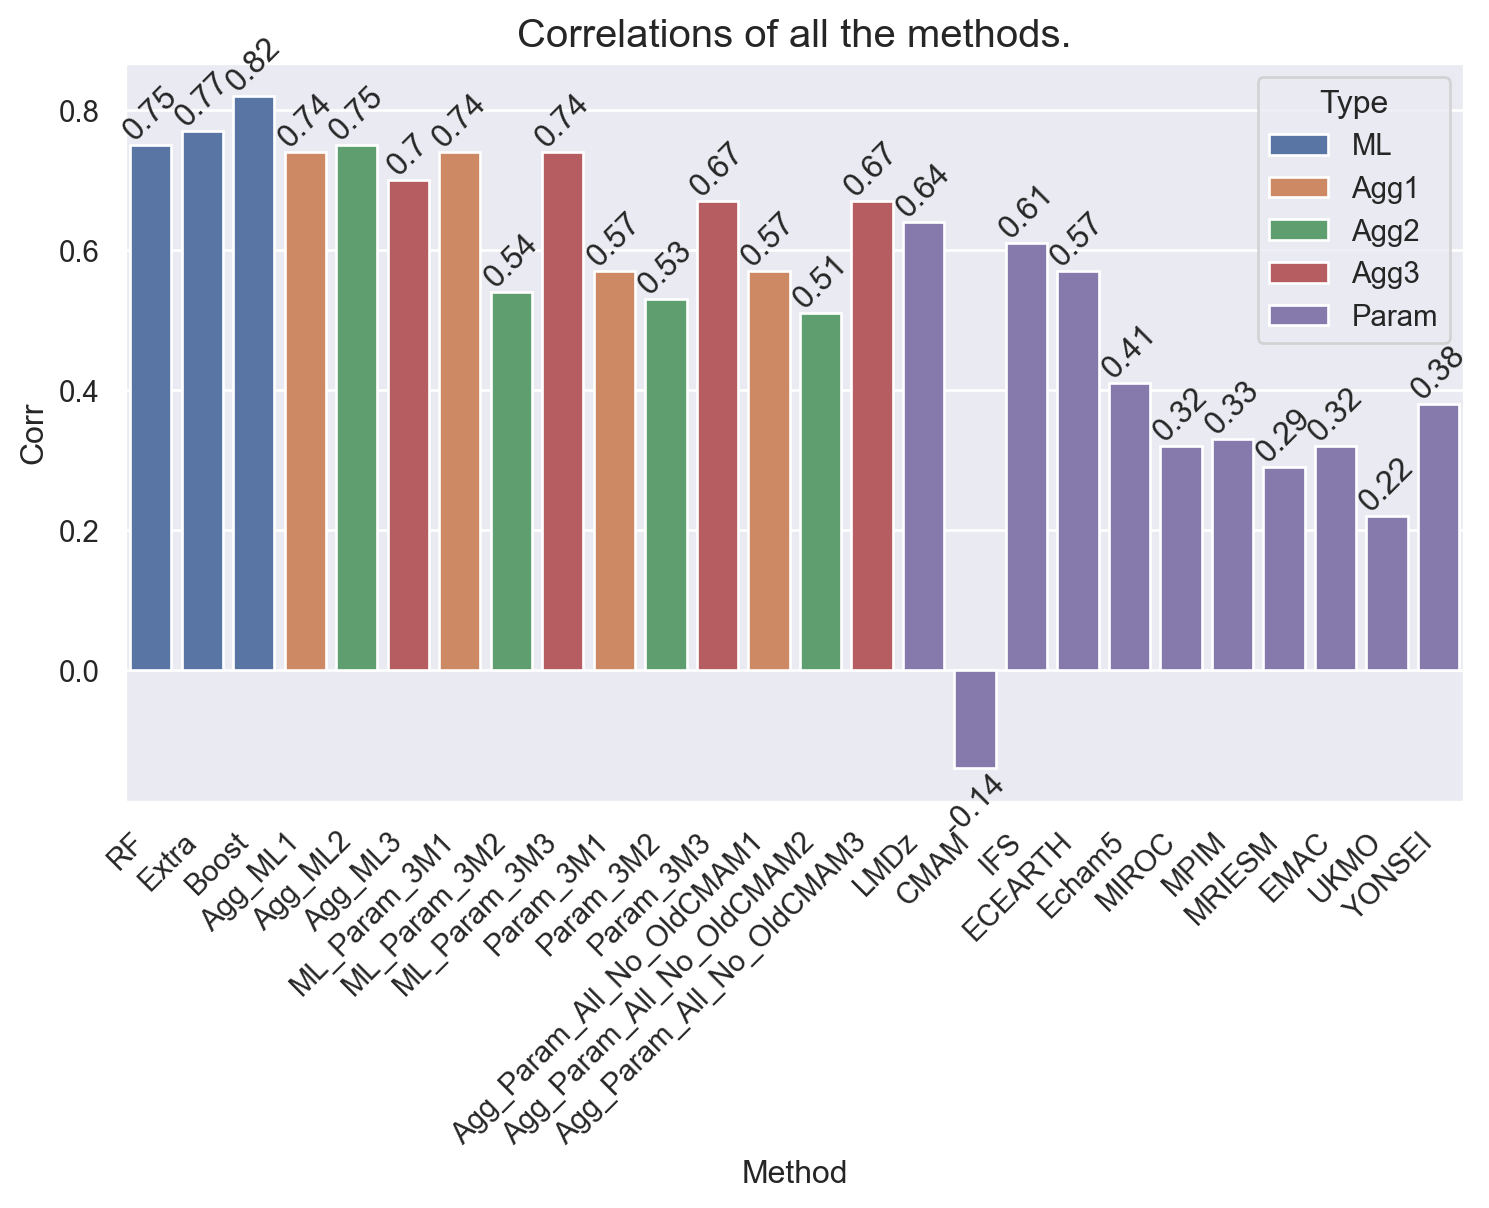 Correlations of all the methods.
Corr
0.8
0.6
0.4
0.2
0.0
0.75
0.77
0.82
0.74
0.75
0.7
0.74
0.54
0.74
0.57
0.53
0.67
0.57
0.51
0.67
0.64
-0.14
0.61
0.57
0.41
0.32
0.33
0.29
0.32
0.22
0.38
Type
ML
Agg1
Agg2
Agg3
Param
RF
Extra
Boost
Agg_ML1
Agg_ML2
Agg_ML3
ML_Param_3M1
ML_Param_3M2
ML_Param_3M3
Param_3M1
Param_3M2
Param_3M3
Agg_Param_All_No_OldCMAM1
Agg_Param_All_No_OldCMAM2
Agg_Param_All_No_OldCMAM3
LMDz
CMAM
IFS
ECEARTH
Echam5
MIROC
MPIM
MRIESM
EMAC
UKMO
YONSEI
Method